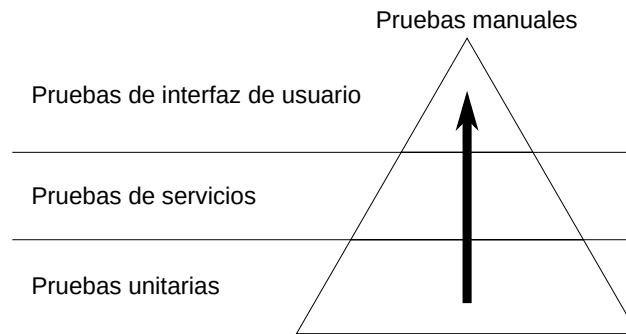 Pruebas manuales
Pruebas de interfaz de usuario
Pruebas de servicios
Pruebas unitarias